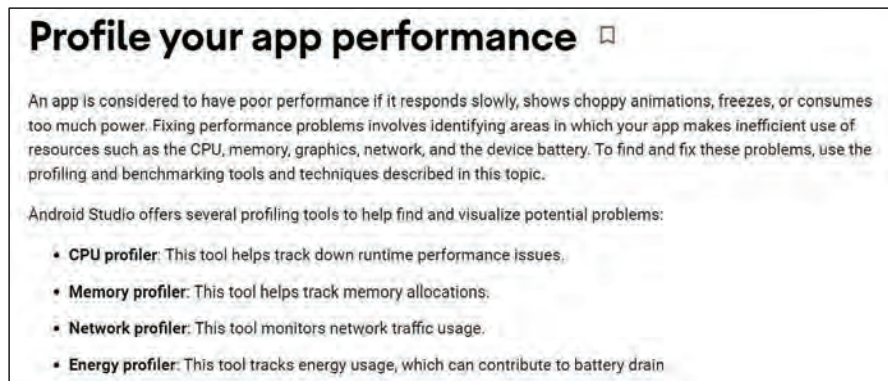 Profile your app performance
An app is considered to have poor performance if it responds slowly, shows choppy animations, freezes, or consumes
too much power. Fixing performance problems involves identifying areas in which your app makes inefficient use of
resources such as the CPU, memory, graphics, network, and the device battery. To find and fix these problems, use the
profiling and benchmarking tools and techniques described in this topic.
Android Studio offers several profiling tools to help find and visualize potential problems:
• CPU profiler: This tool helps track down runtime performance issues.
• Memory profiler: This tool helps track memory allocations.
• Network profiler: This tool monitors network traffic usage.
• Energy profiler: This tool tracks energy usage, which can contribute to battery drain